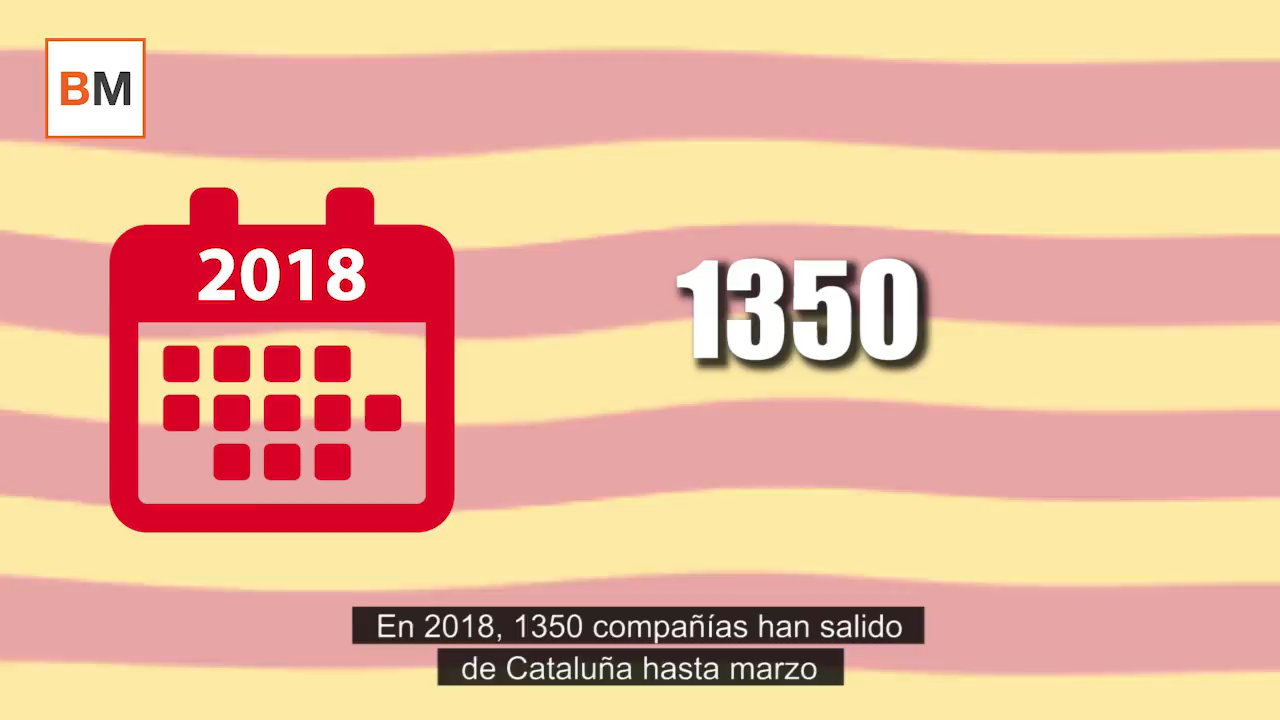 BM
2018
1350
En 2018, 1350 compañías han salido
de Cataluña hasta marzo